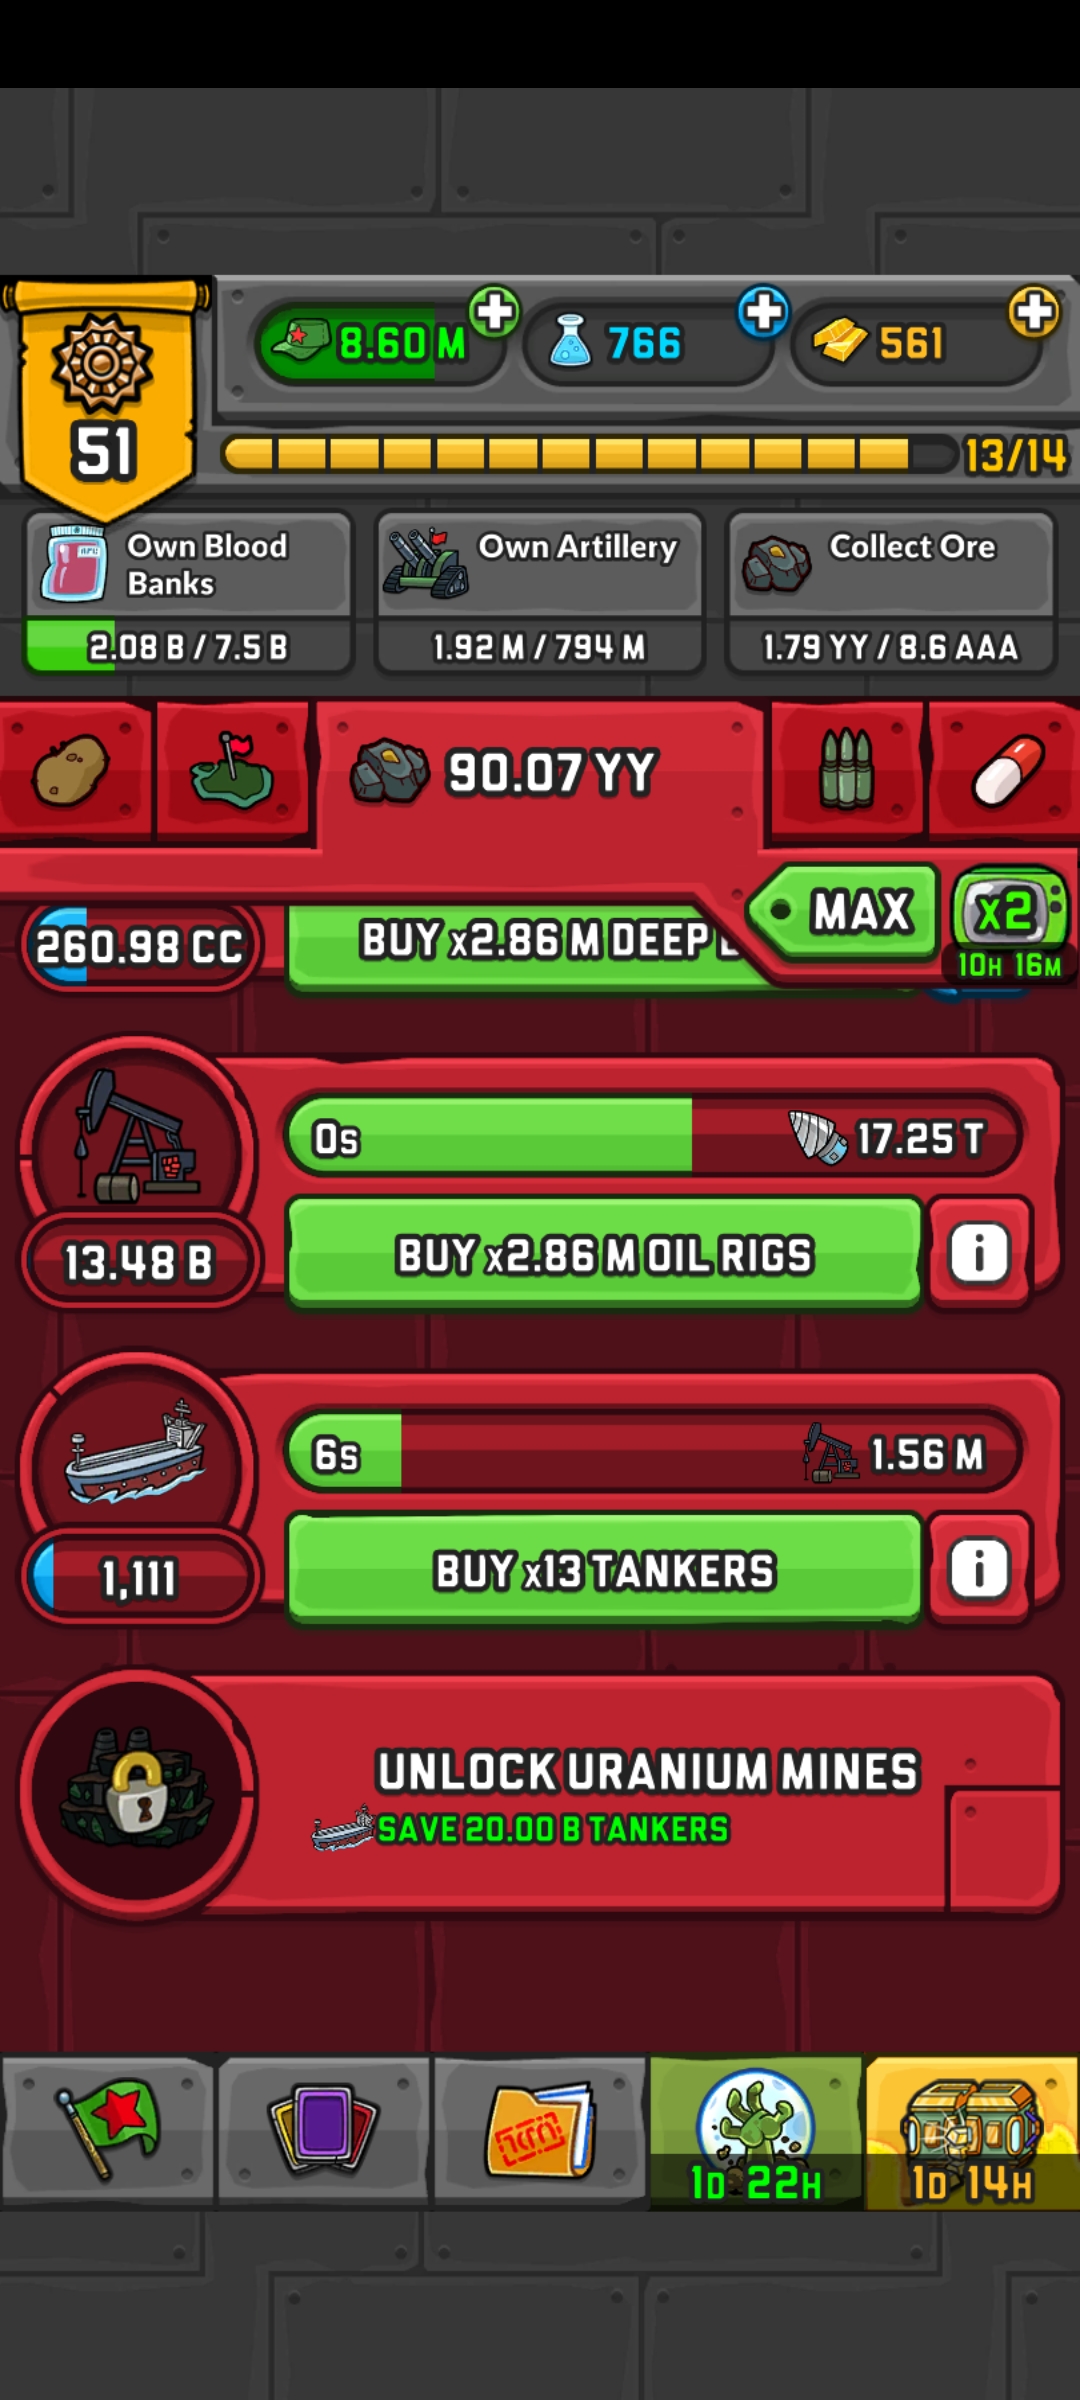 8.60 M
766
561
51
13/14
Own Blood
Banks
Own Artillery
Collect Ore
2.08 B / 7.5 B
1.92 M / 794 M
1.79 YY / 8.6 AAA
90.07 YY
MAX
x2
10H 16M
260.98 CC
BUY x2.86 M DEEP
0s
17.25 T
13.48 B
BUY x2.86 M OIL RIGS
i
6s
1.56 M
1,111
BUY x13 TANKERS
i
UNLOCK URANIUM MINES
SAVE 20.00 B TANKERS
1D 22H
1D 14H